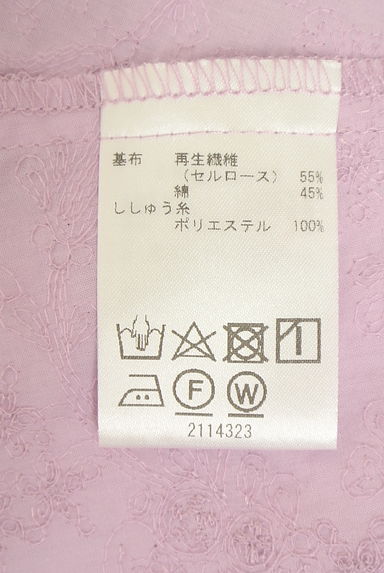 基布 再生繊維
（セルロース） 55%
綿 45%
ししゅう糸
ポリエステル 100%
F W
2114323